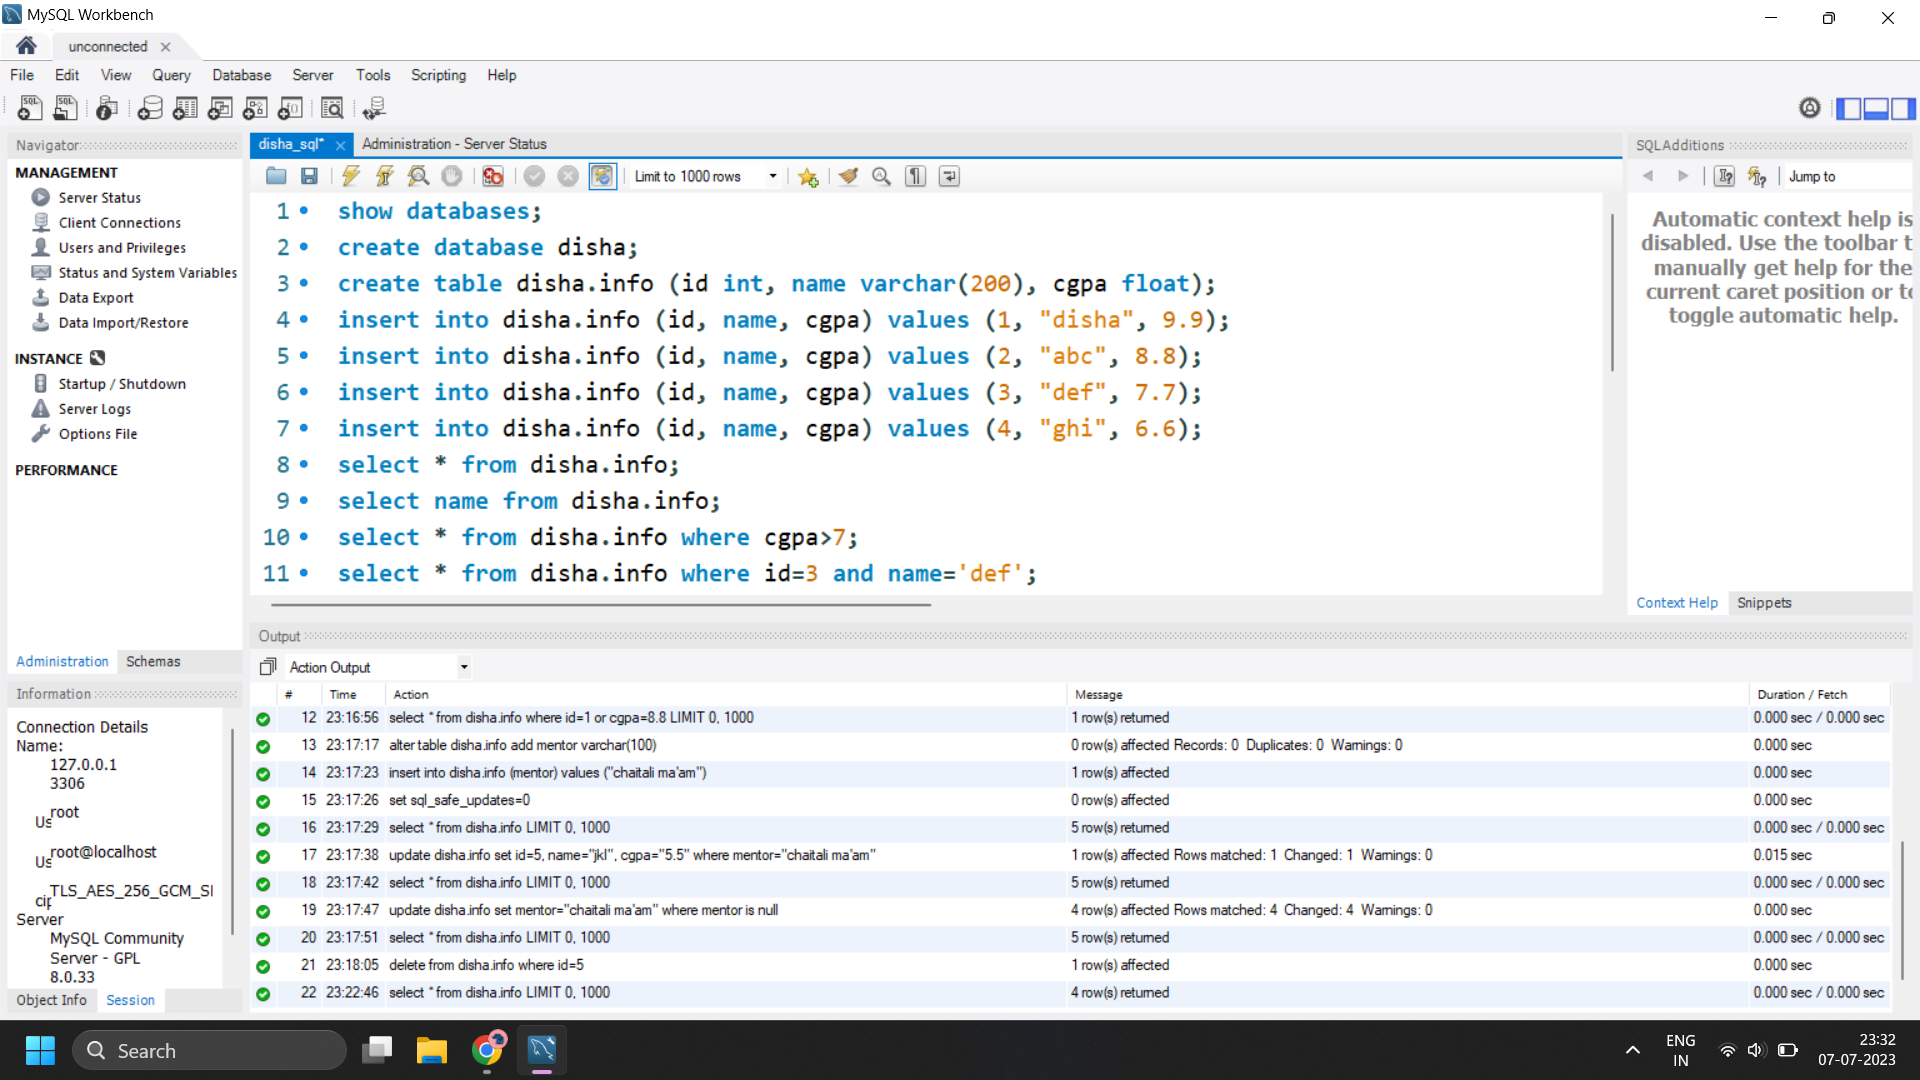 MySQL Workbench
unconnected
File Edit View Query Database Server Tools Scripting Help
Navigator
MANAGEMENT
Server Status
Client Connections
Users and Privileges
Status and System Variables
Data Export
Data Import/Restore
INSTANCE
Startup / Shutdown
Server Logs
Options File
PERFORMANCE
Administration Schemas
Information
Connection Details
Name:
127.0.0.1
3306
root
Us
root@localhost
Us
TLS_AES_256_GCM_S
cip
Server
MySQL Community
Server - GPL
8.0.33
Object Info Session
disha_sql* Administration - Server Status
Limit to 1000 rows
1 show databases;
2 create database disha;
3 create table disha.info (id int, name varchar(200), cgpa float);
4 insert into disha.info (id, name, cgpa) values (1, "disha", 9.9);
5 insert into disha.info (id, name, cgpa) values (2, "abc", 8.8);
6 insert into disha.info (id, name, cgpa) values (3, "def", 7.7);
7 insert into disha.info (id, name, cgpa) values (4, "ghi", 6.6);
8 select * from disha.info;
9 select name from disha.info;
10 select * from disha.info where cgpa>7;
11 select * from disha.info where id=3 and name='def';
SQLAdditions
Jump to
Automatic context help is
disabled. Use the toolbar t
manually get help for the
current caret position or to
toggle automatic help.
Context Help Snippets
Output
Action Output
# Time Action Message Duration / Fetch
12 23:16:56 select * from disha.info where id=1 or cgpa=8.8 LIMIT 0, 1000 1 row(s) returned 0.000 sec / 0.000 sec
13 23:17:17 alter table disha.info add mentor varchar(100) 0 row(s) affected Records: 0 Duplicates: 0 Warnings: 0 0.000 sec
14 23:17:23 insert into disha.info (mentor) values ("chaitali ma'am") 1 row(s) affected 0.000 sec
15 23:17:26 set sql_safe_updates=0 0 row(s) affected 0.000 sec
16 23:17:29 select * from disha.info LIMIT 0, 1000 5 row(s) returned 0.000 sec / 0.000 sec
17 23:17:38 update disha.info set id=5, name="jkl", cgpa="5.5" where mentor="chaitali ma'am" 1 row(s) affected Rows matched: 1 Changed: 1 Warnings: 0 0.015 sec
18 23:17:42 select * from disha.info LIMIT 0, 1000 5 row(s) returned 0.000 sec / 0.000 sec
19 23:17:47 update disha.info set mentor="chaitali ma'am" where mentor is null 4 row(s) affected Rows matched: 4 Changed: 4 Warnings: 0 0.000 sec
20 23:17:51 select * from disha.info LIMIT 0, 1000 5 row(s) returned 0.000 sec / 0.000 sec
21 23:18:05 delete from disha.info where id=5 1 row(s) affected 0.000 sec
22 23:22:46 select * from disha.info LIMIT 0, 1000 4 row(s) returned 0.000 sec / 0.000 sec
Search
ENG
IN
23:32
07-07-2023